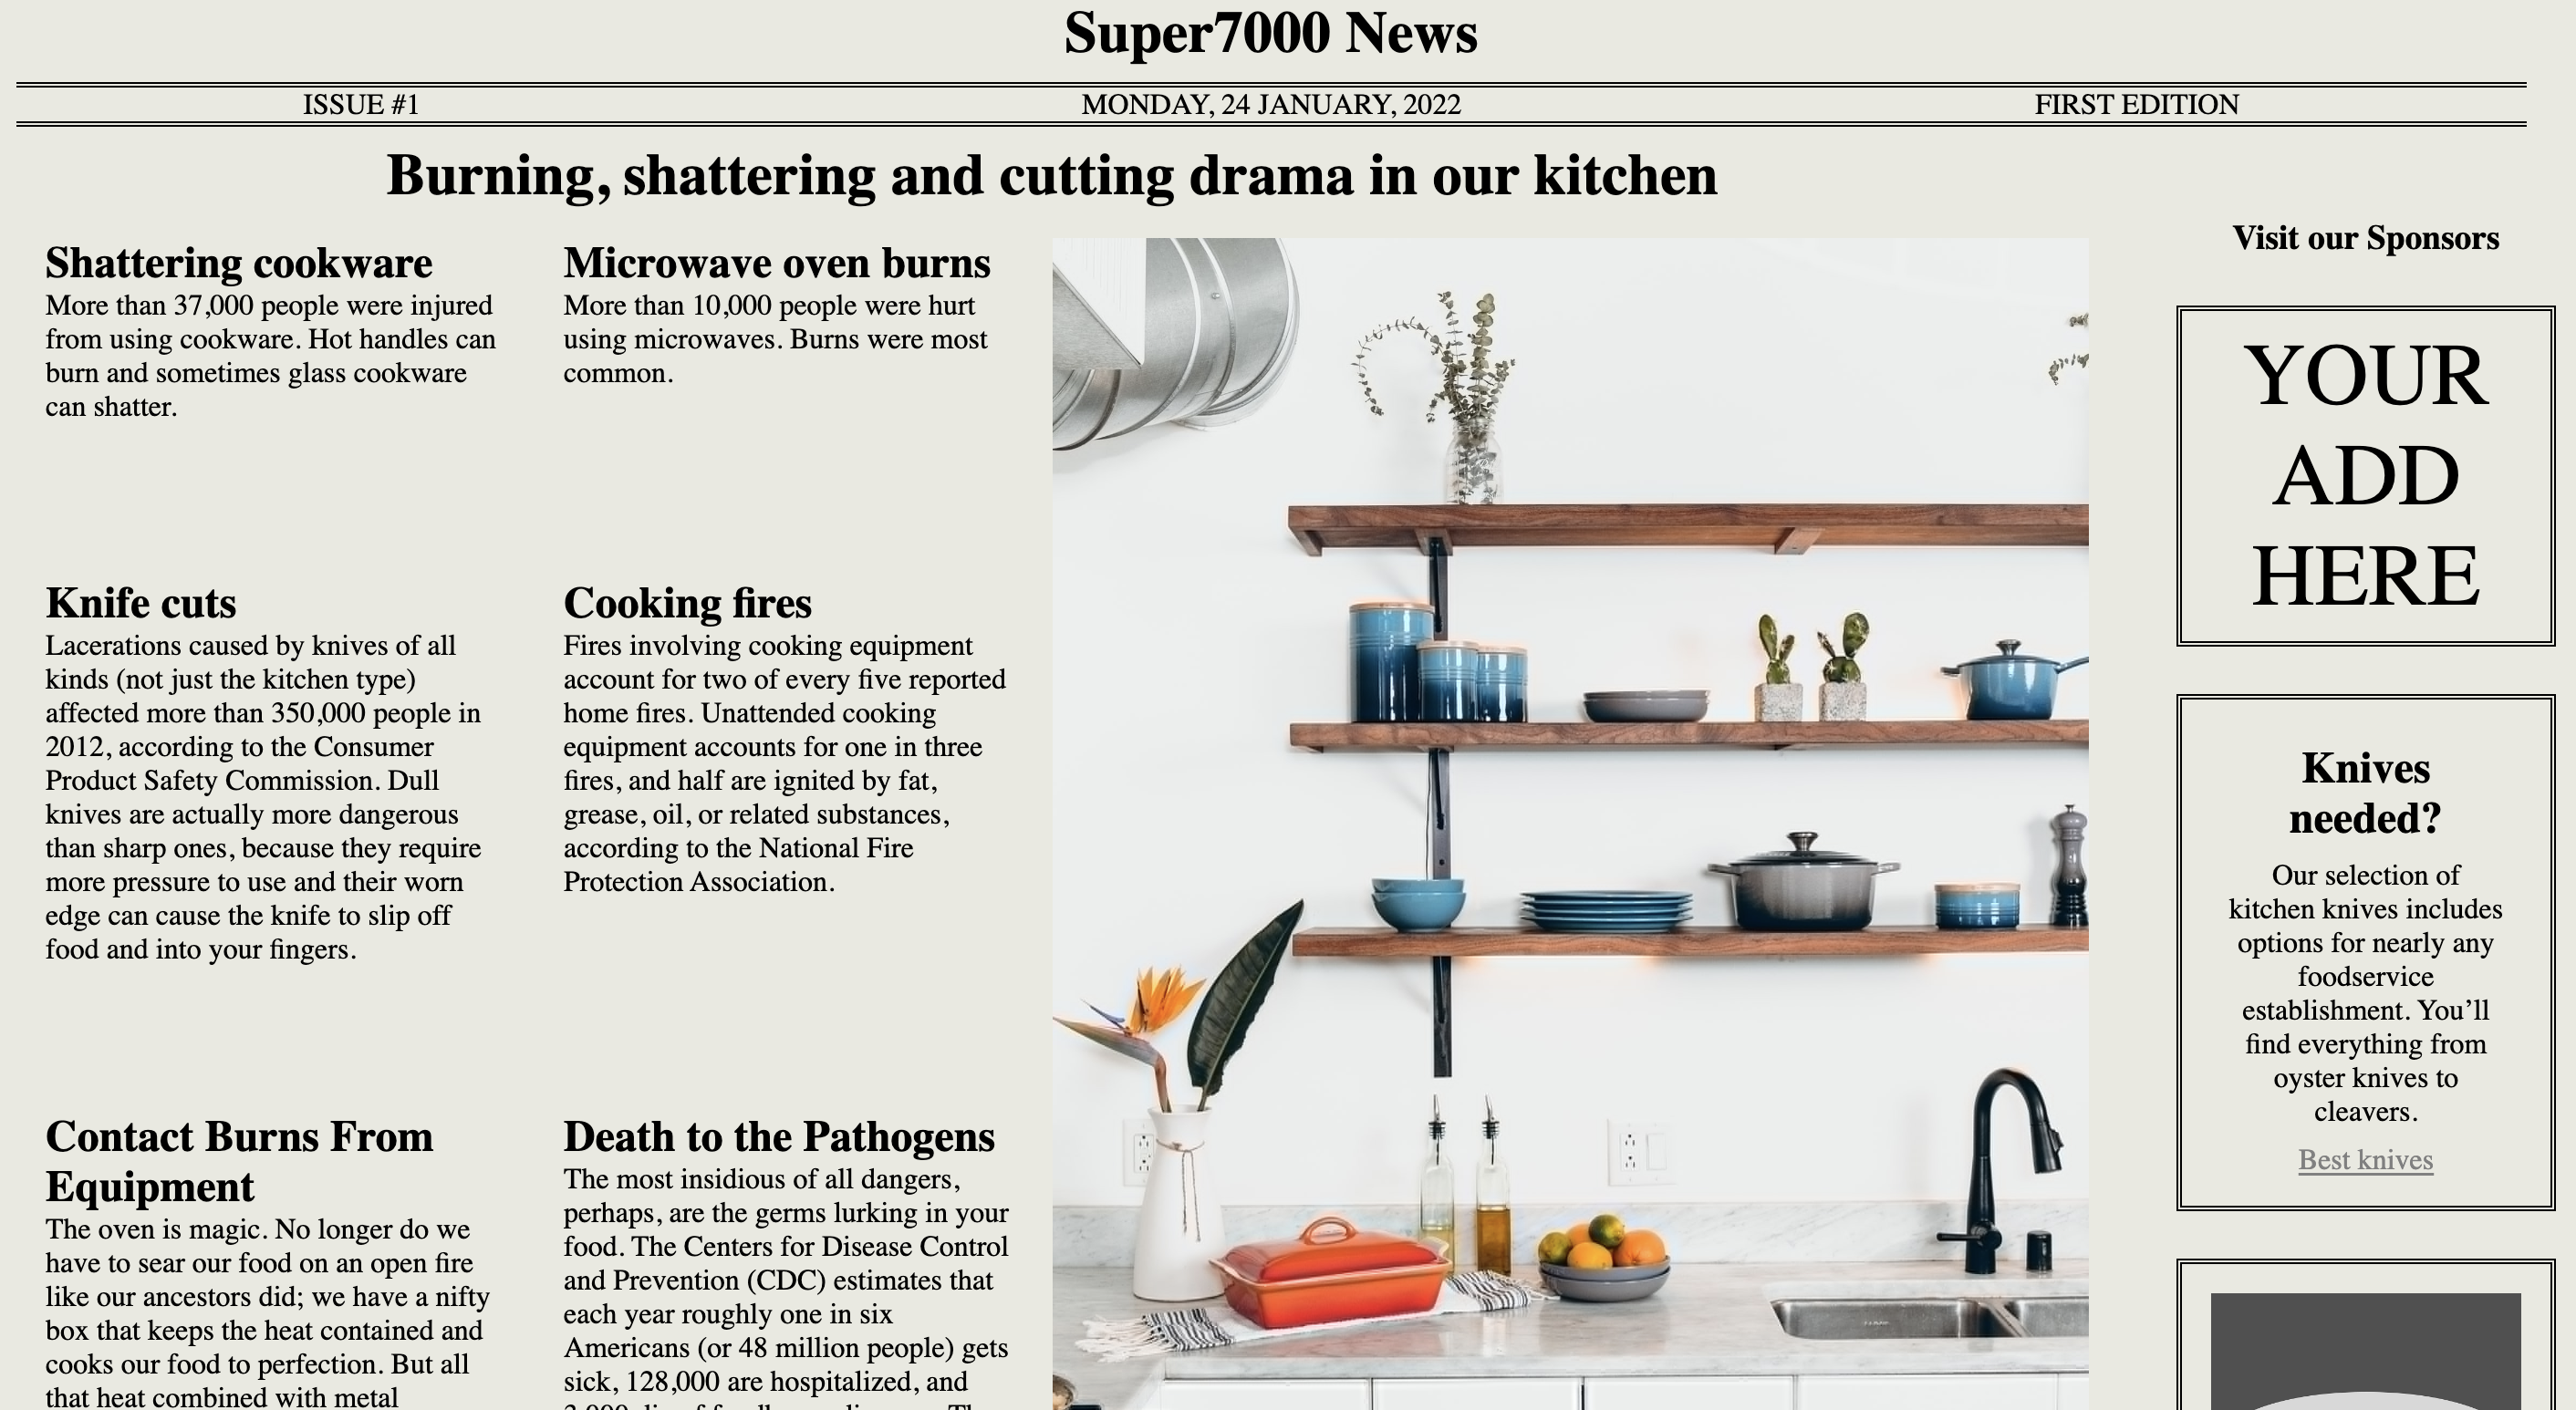 Super7000 News
ISSUE #1
MONDAY, 24 JANUARY, 2022
FIRST EDITION
Burning, shattering and cutting drama in our kitchen
Shattering cookware
More than 37,000 people were injured
from using cookware. Hot handles can
burn and sometimes glass cookware
can shatter.
Microwave oven burns
More than 10,000 people were hurt
using microwaves. Burns were most
common.
Knife cuts
Lacerations caused by knives of all
kinds (not just the kitchen type)
affected more than 350,000 people in
2012, according to the Consumer
Product Safety Commission. Dull
knives are actually more dangerous
than sharp ones, because they require
more pressure to use and their worn
edge can cause the knife to slip off
food and into your fingers.
Cooking fires
Fires involving cooking equipment
account for two of every five reported
home fires. Unattended cooking
equipment accounts for one in three
fires, and half are ignited by fat,
grease, oil, or related substances,
according to the National Fire
Protection Association.
Contact Burns From
Equipment
The oven is magic. No longer do we
have to sear our food on an open fire
like our ancestors did; we have a nifty
box that keeps the heat contained and
cooks our food to perfection. But all
that heat combined with metal
Death to the Pathogens
The most insidious of all dangers,
perhaps, are the germs lurking in your
food. The Centers for Disease Control
and Prevention (CDC) estimates that
each year roughly one in six
Americans (or 48 million people) gets
sick, 128,000 are hospitalized, and
Visit our Sponsors
YOUR
ADD
HERE
Knives
needed?
Our selection of
kitchen knives includes
options for nearly any
foodservice
establishment. You’ll
find everything from
oyster knives to
cleavers.
Best knives